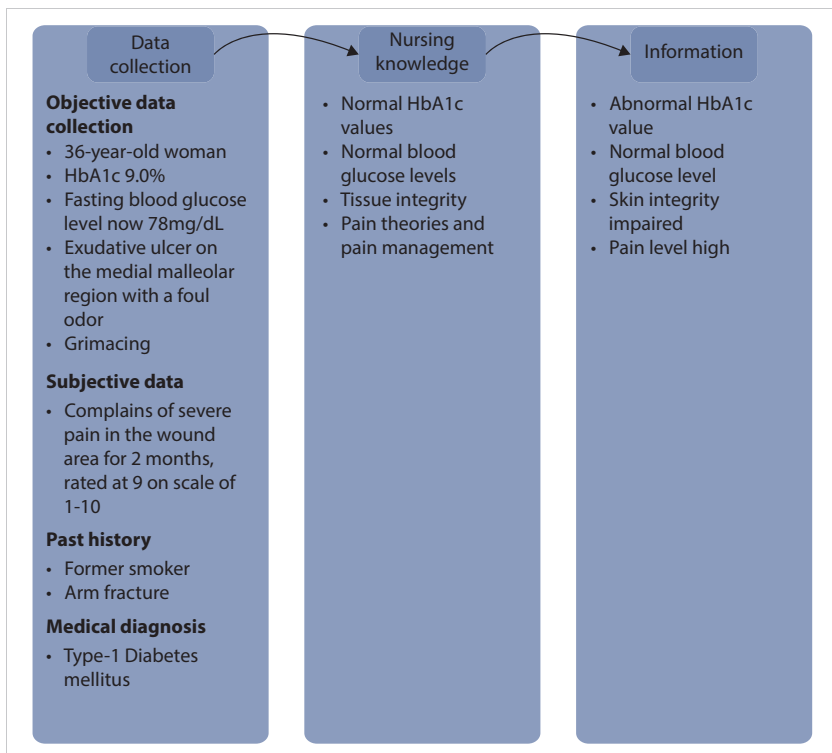 Data
collection
Nursing
knowledge
Information
Objective data
collection
• 36-year-old woman
• HbA1c 9.0%
• Fasting blood glucose
level now 78mg/dL
• Exudative ulcer on
the medial malleolar
region with a foul
odor
• Grimacing
Subjective data
• Complains of severe
pain in the wound
area for 2 months,
rated at 9 on scale of
1-10
Past history
• Former smoker
• Arm fracture
Medical diagnosis
• Type-1 Diabetes
mellitus
• Normal HbA1c
values
• Normal blood
glucose levels
• Tissue integrity
• Pain theories and
pain management
• Abnormal HbA1c
value
• Normal blood
glucose level
• Skin integrity
impaired
• Pain level high